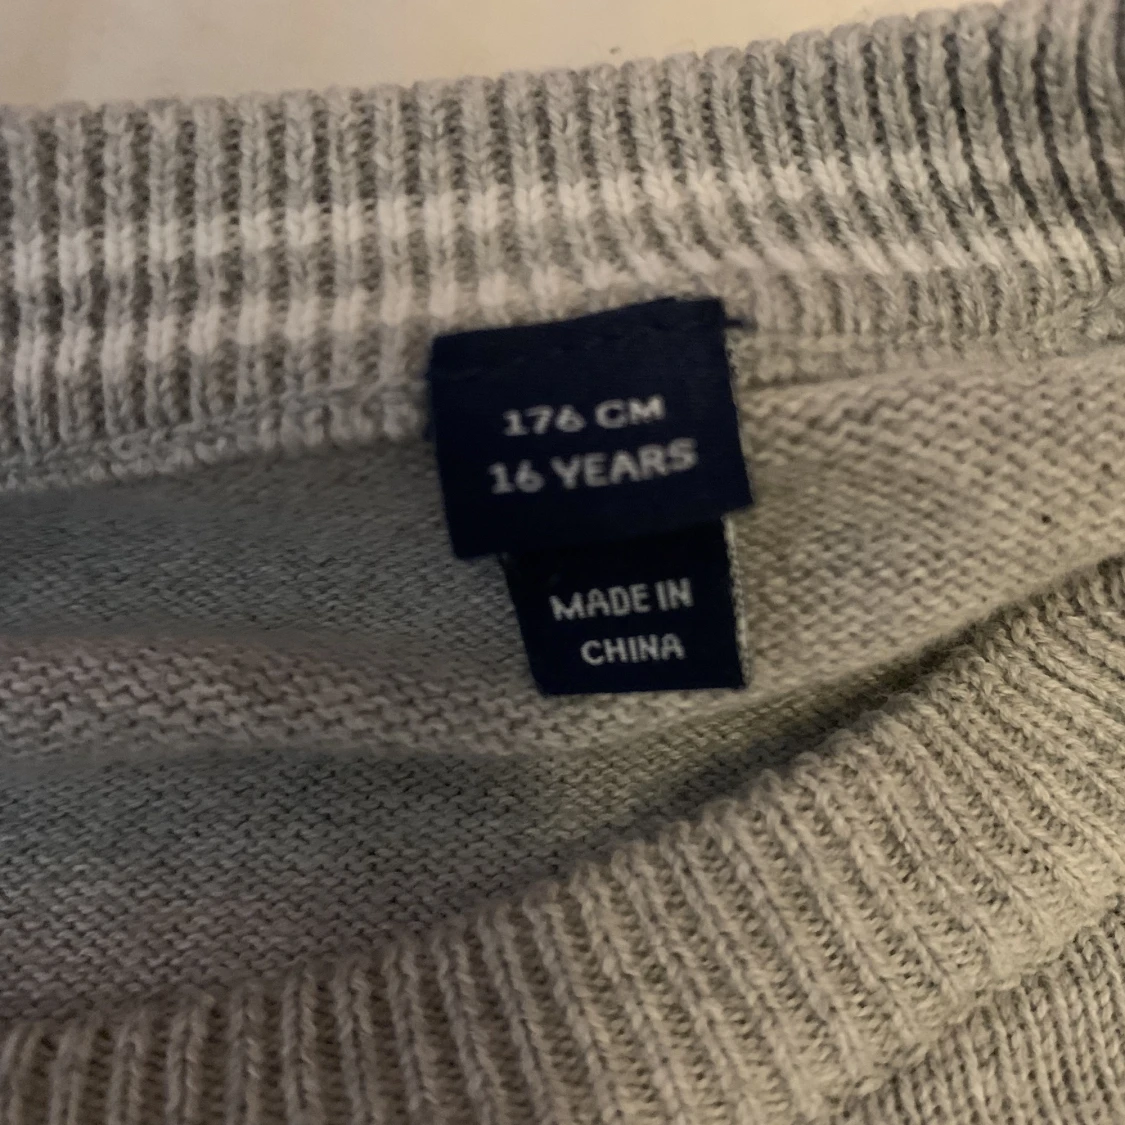 176 CM
16 YEARS
MADE IN
CHINA